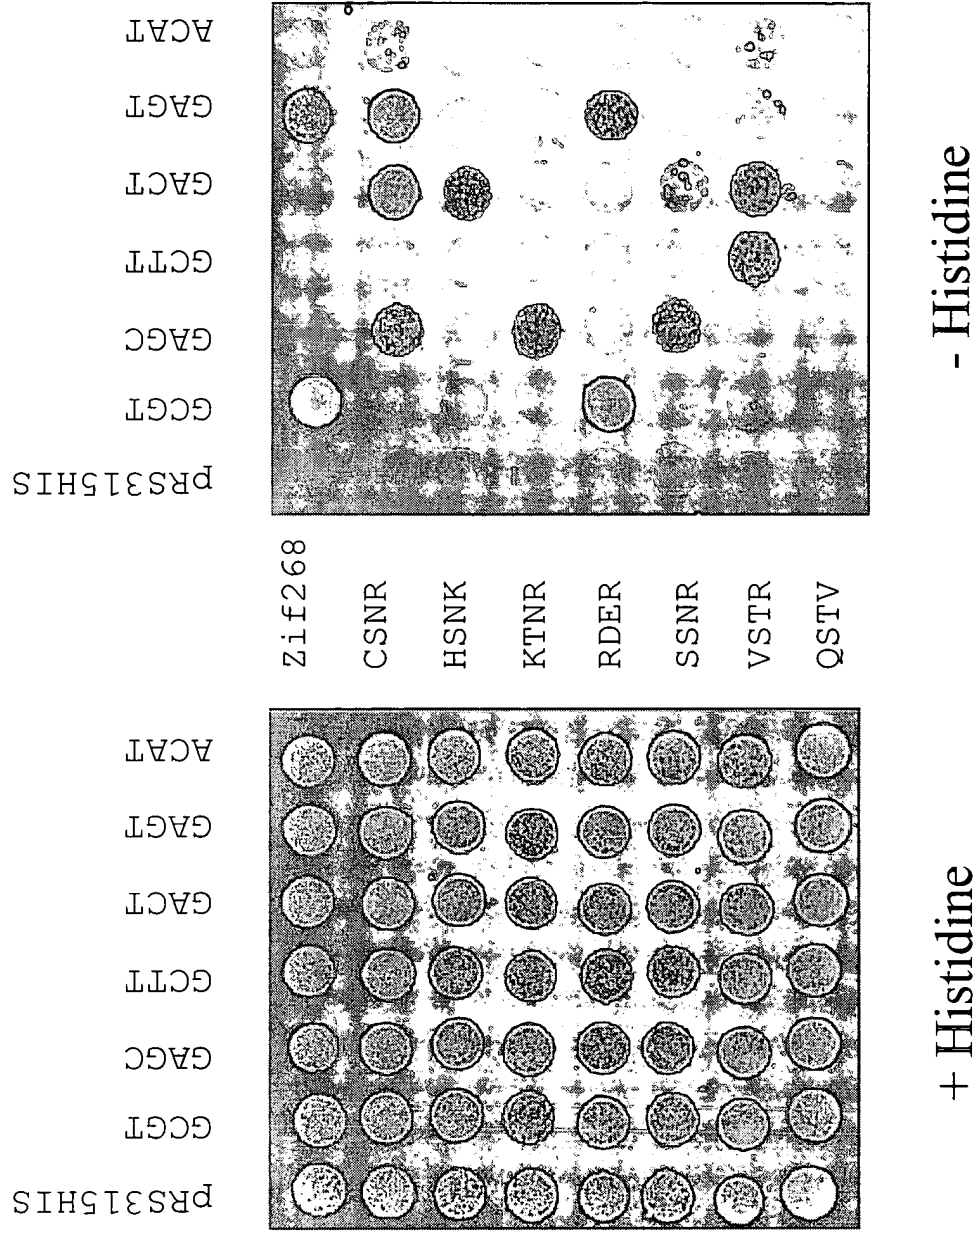 ACAT
GAGT
GACT
GCTT
GAGC
GCGT
pRS315HIS
- Histidine
Zif268
CSNR
HSNK
KTNR
RDER
SSNR
VSTR
QSTV
ACAT
GAGT
GACT
GCTT
GAGC
GCGT
pRS315HIS
+ Histidine